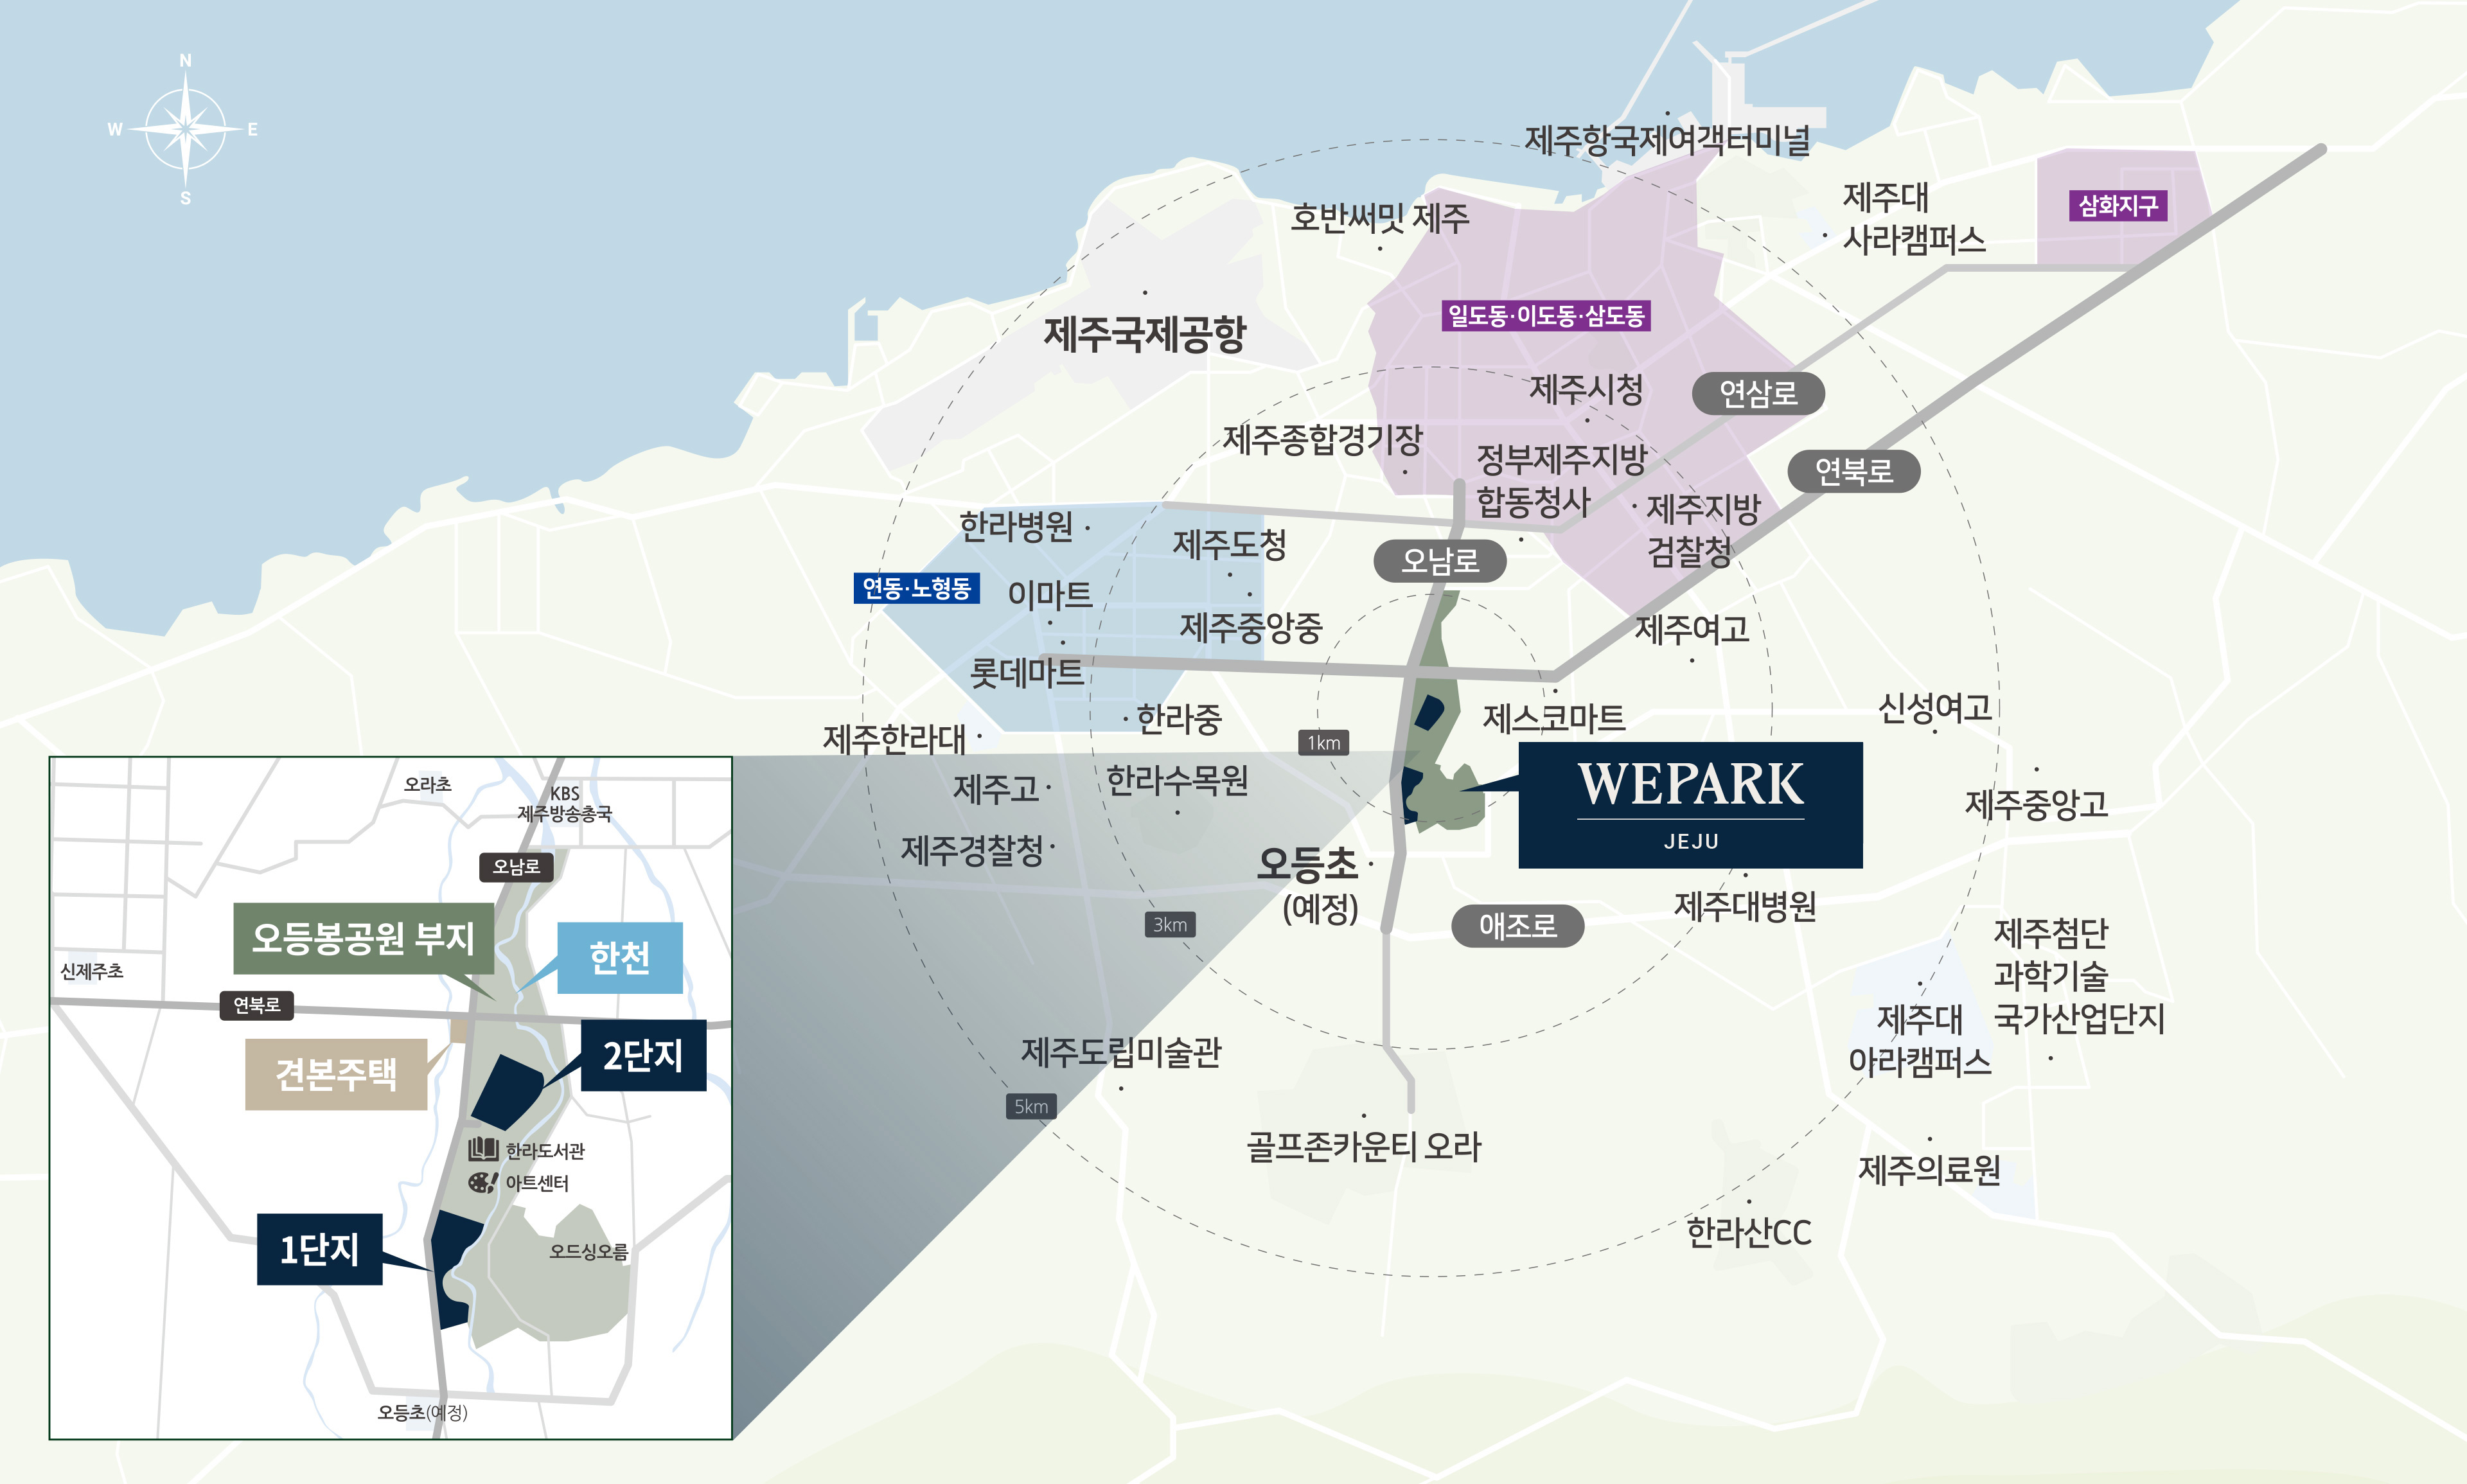 N
W
E
S
제주항국제여객터미널
제주대
사라캠퍼스
삼화지구
호반써밋 제주
일도동·이도동·삼도동
제주국제공항
제주시청
연삼로
제주종합경기장
정부제주지방
합동청사
연북로
제주지방
검찰청
한라병원
제주도청
오남로
연동·노형동
이마트
제주중앙중
제주여고
롯데마트
한라중
제스코마트
신성여고
제주한라대
1km
WEPARK
JEJU
제주고
한라수목원
제주중앙고
제주경찰청
오등초
(예정)
3km
애조로
제주대병원
제주첨단
과학기술
국가산업단지
제주대
아라캠퍼스
제주도립미술관
5km
골프존카운티 오라
제주의료원
한라산CC
오라초
KBS
제주방송총국
오남로
오등봉공원 부지
한천
신제주초
연북로
견본주택
2단지
한라도서관
아트센터
1단지
오드싱오름
오등초(예정)